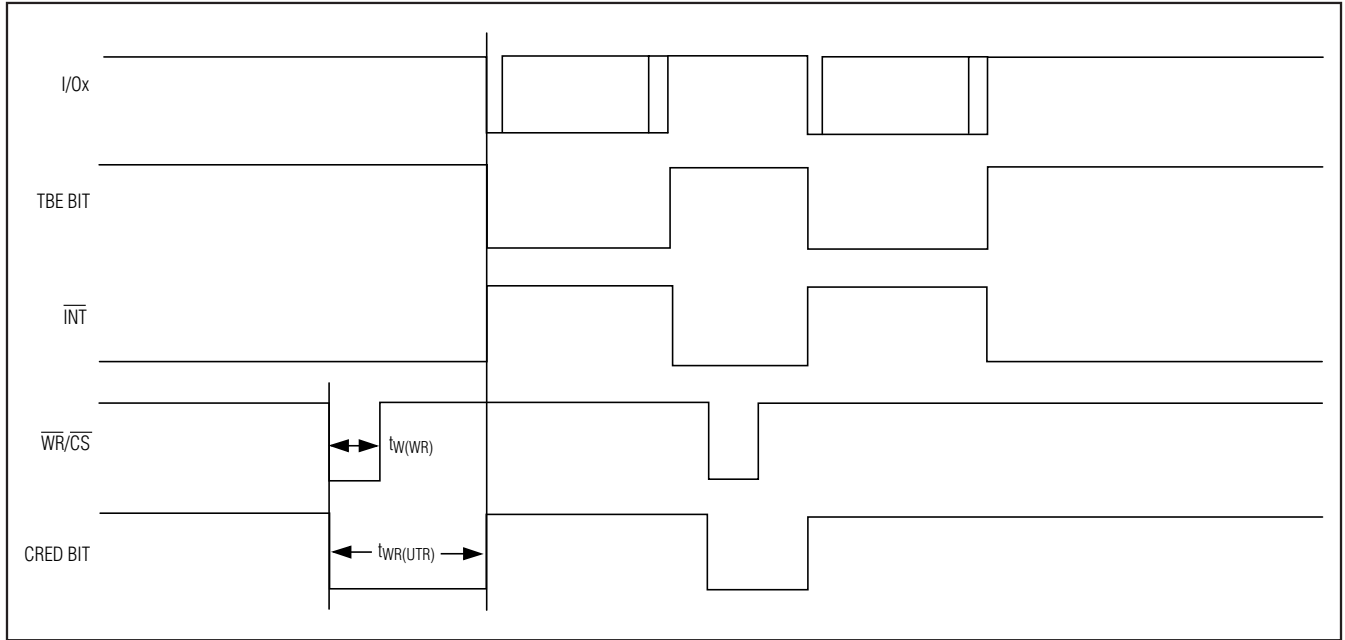 I/Ox
TBE BIT
INT
WR/CS
tW(WR)
CRED BIT
tWR(UTR)